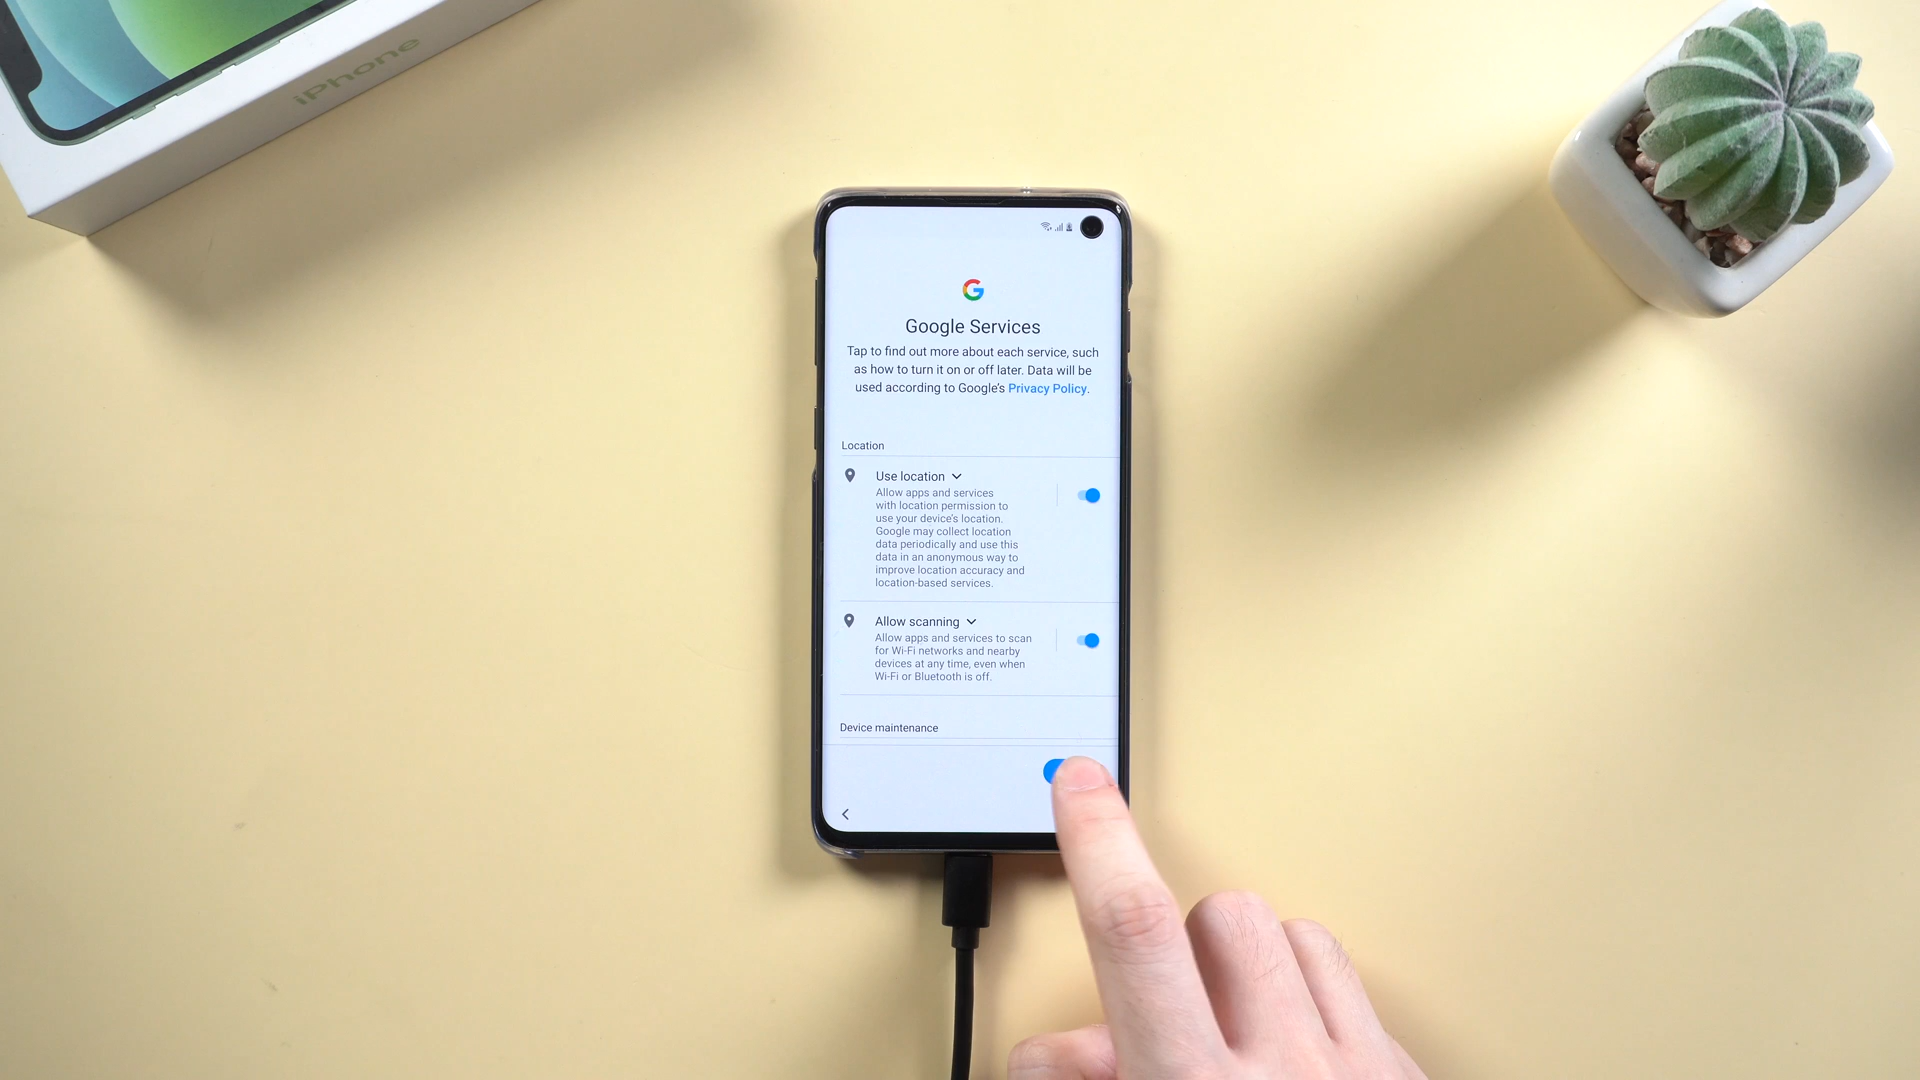 iPhone
Google Services
Tap to find out more about each service, such
as how to turn it on or off later. Data will be
used according to Google's Privacy Policy.
Location
Use location
Allow apps and services
with location permission to
use your device's location.
Google may collect location
data periodically and use this
data in an anonymous way to
improve location accuracy and
location-based services.
Allow scanning
Allow apps and services to scan
for Wi-Fi networks and nearby
devices at any time, even when
Wi-Fi or Bluetooth is off.
Device maintenance